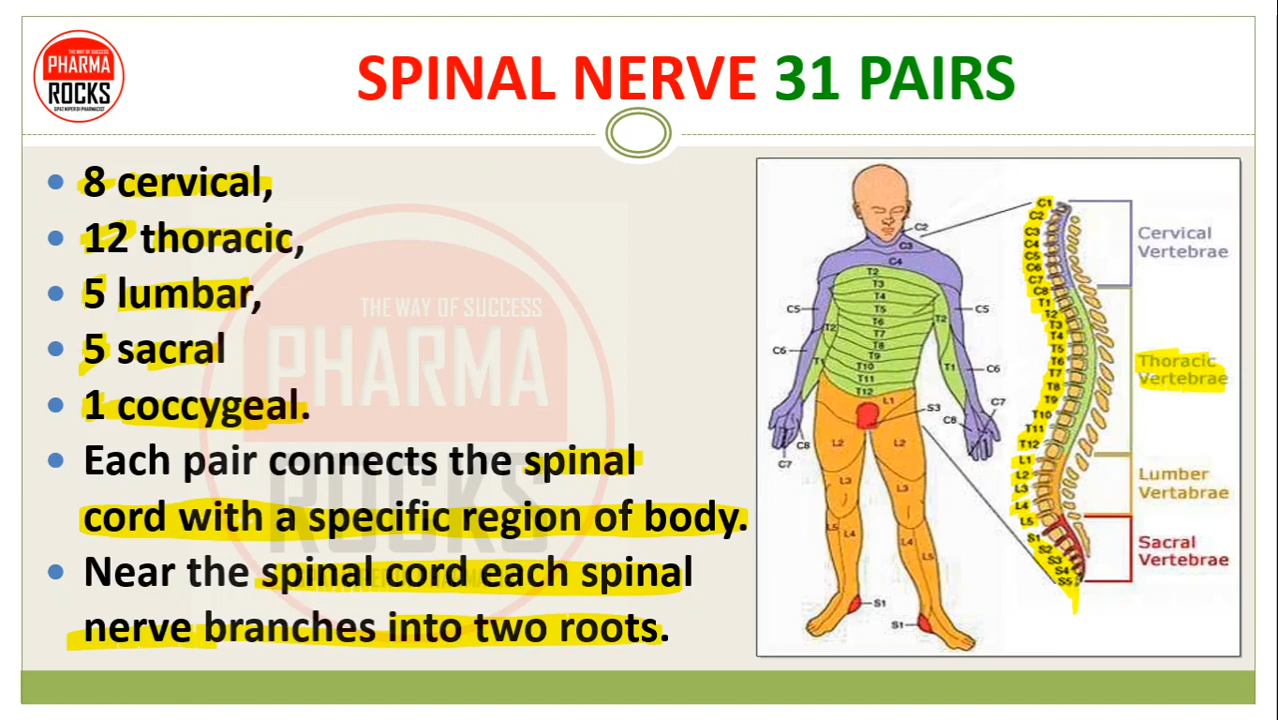 THE WAY OF SUCCESS
PHARMA
ROCKS
SPINAL NERVE 31 PAIRS
• 8 cervical,
• 12 thoracic,
• 5 lumbar,
• 5 sacral
• 1 coccygeal.
• Each pair connects the spinal
cord with a specific region of body.
• Near the spinal cord each spinal
nerve branches into two roots.
THE WAY OF SUCCESS
PHARMA
ROCKS
C2
C3
C4
T2
T3
T4
C5
T5
C5
T6
T2
T2
T7
T8
C6
T9
T1
T10
T1
C6
T11
T12
L1
S3
C7
C8
C8
C7
L2
L2
L3
L3
L5
L4
L4
L5
S1
S1
C1
C2
C3
C4
C5
C6
C7
C8
T1
T2
T3
T4
T5
T6
T7
T8
T9
T10
T11
T12
L1
L2
L3
L4
L5
S1
S2
S3
S4
S5
Cervical
Vertebrae
Thoracic
Vertebrae
Lumber
Vertabrae
Sacral
Vertebrae